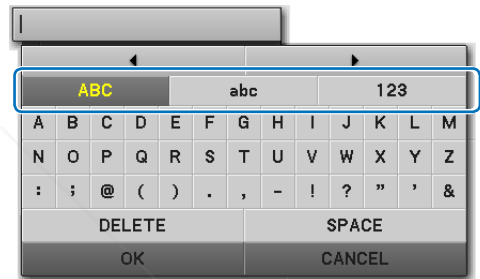 ABC abc 123
A B C D E F G H I J K L M
N O P Q R S T U V W X Y Z
: ; @ ( ) . , - ! ? ” ’ &
DELETE SPACE
OK CANCEL